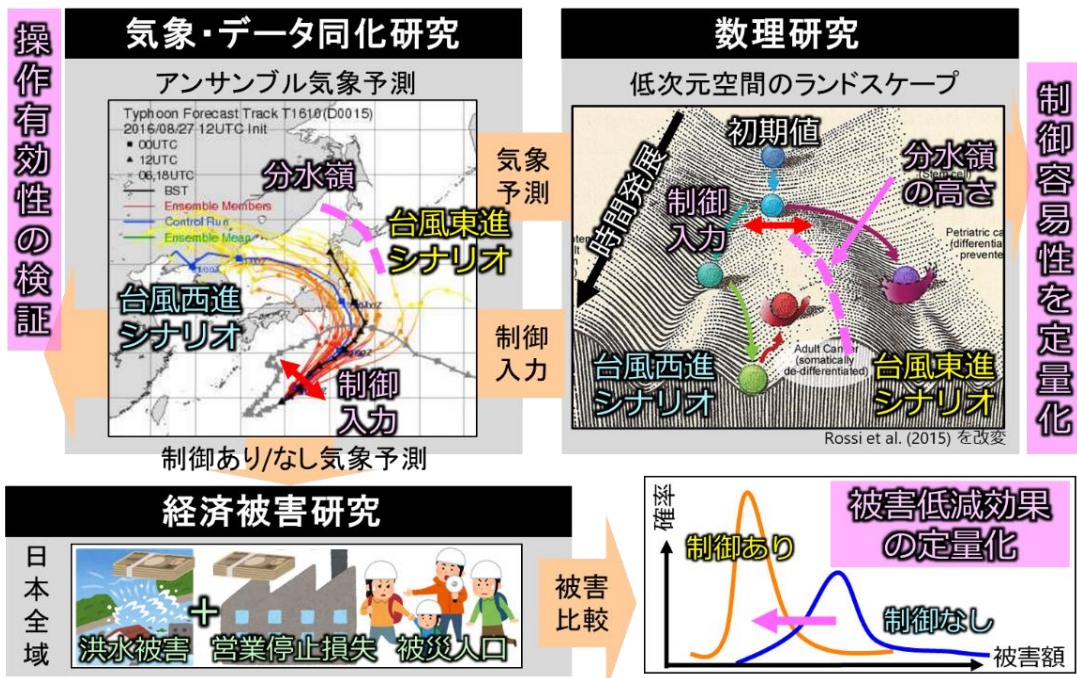 操作有効性の検証
気象・データ同化研究
アンサンブル気象予測
Typhoon Forecast Track T1610(D0015)
2016/08/27 12UTC Init
00UTC
12UTC
06,18UTC
BST
Ensemble Members
Control Run
Ensemble Mean
分水嶺
台風東進
シナリオ
台風西進
シナリオ
制御
入力
気象
予測
制御
入力
数理研究
低次元空間のランドスケープ
初期値
時間発展
制御
入力
分水嶺
の高さ
Petriatric ca
(differentiat
prevente
Adult Cancer
(somatically
de-differentiated)
台風西進
シナリオ
台風東進
シナリオ
Rossi et al. (2015) を改変
制御容易性を定量化
制御あり/なし気象予測
経済被害研究
日本全域
洪水被害
+
営業停止損失
被災人口
被害
比較
確率
制御あり
被害低減効果
の定量化
制御なし
被害額